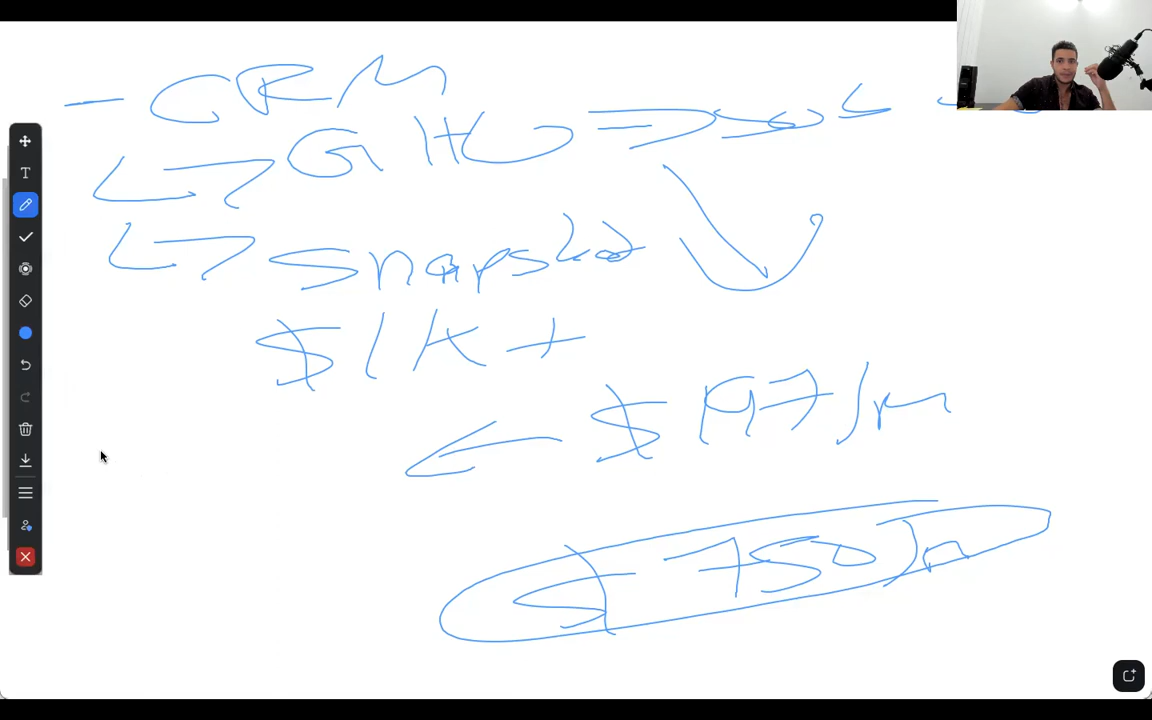 - CRM
GHL
Snapshot
$1K +
$197/m
$750/m
T